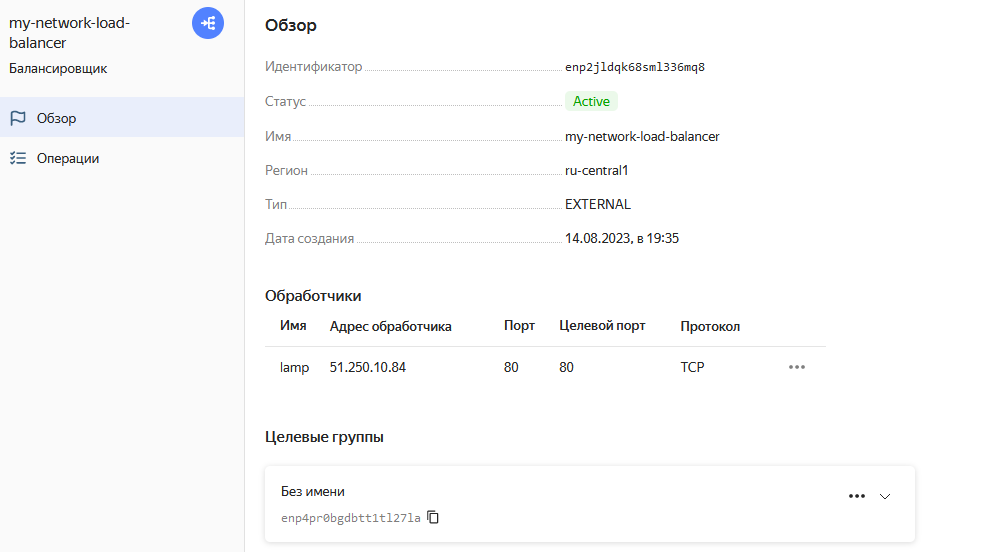 my-network-load-
balancer
Балансировщик
Обзор
Операции
Обзор
Идентификатор enp2jldqk68sml336mq8
Статус Active
Имя my-network-load-balancer
Регион ru-central1
Тип EXTERNAL
Дата создания 14.08.2023, в 19:35
Обработчики
Имя Адрес обработчика Порт Целевой порт Протокол
lamp 51.250.10.84 80 80 TCP
Целевые группы
Без имени
enp4pr0bgdbtt1tl27la